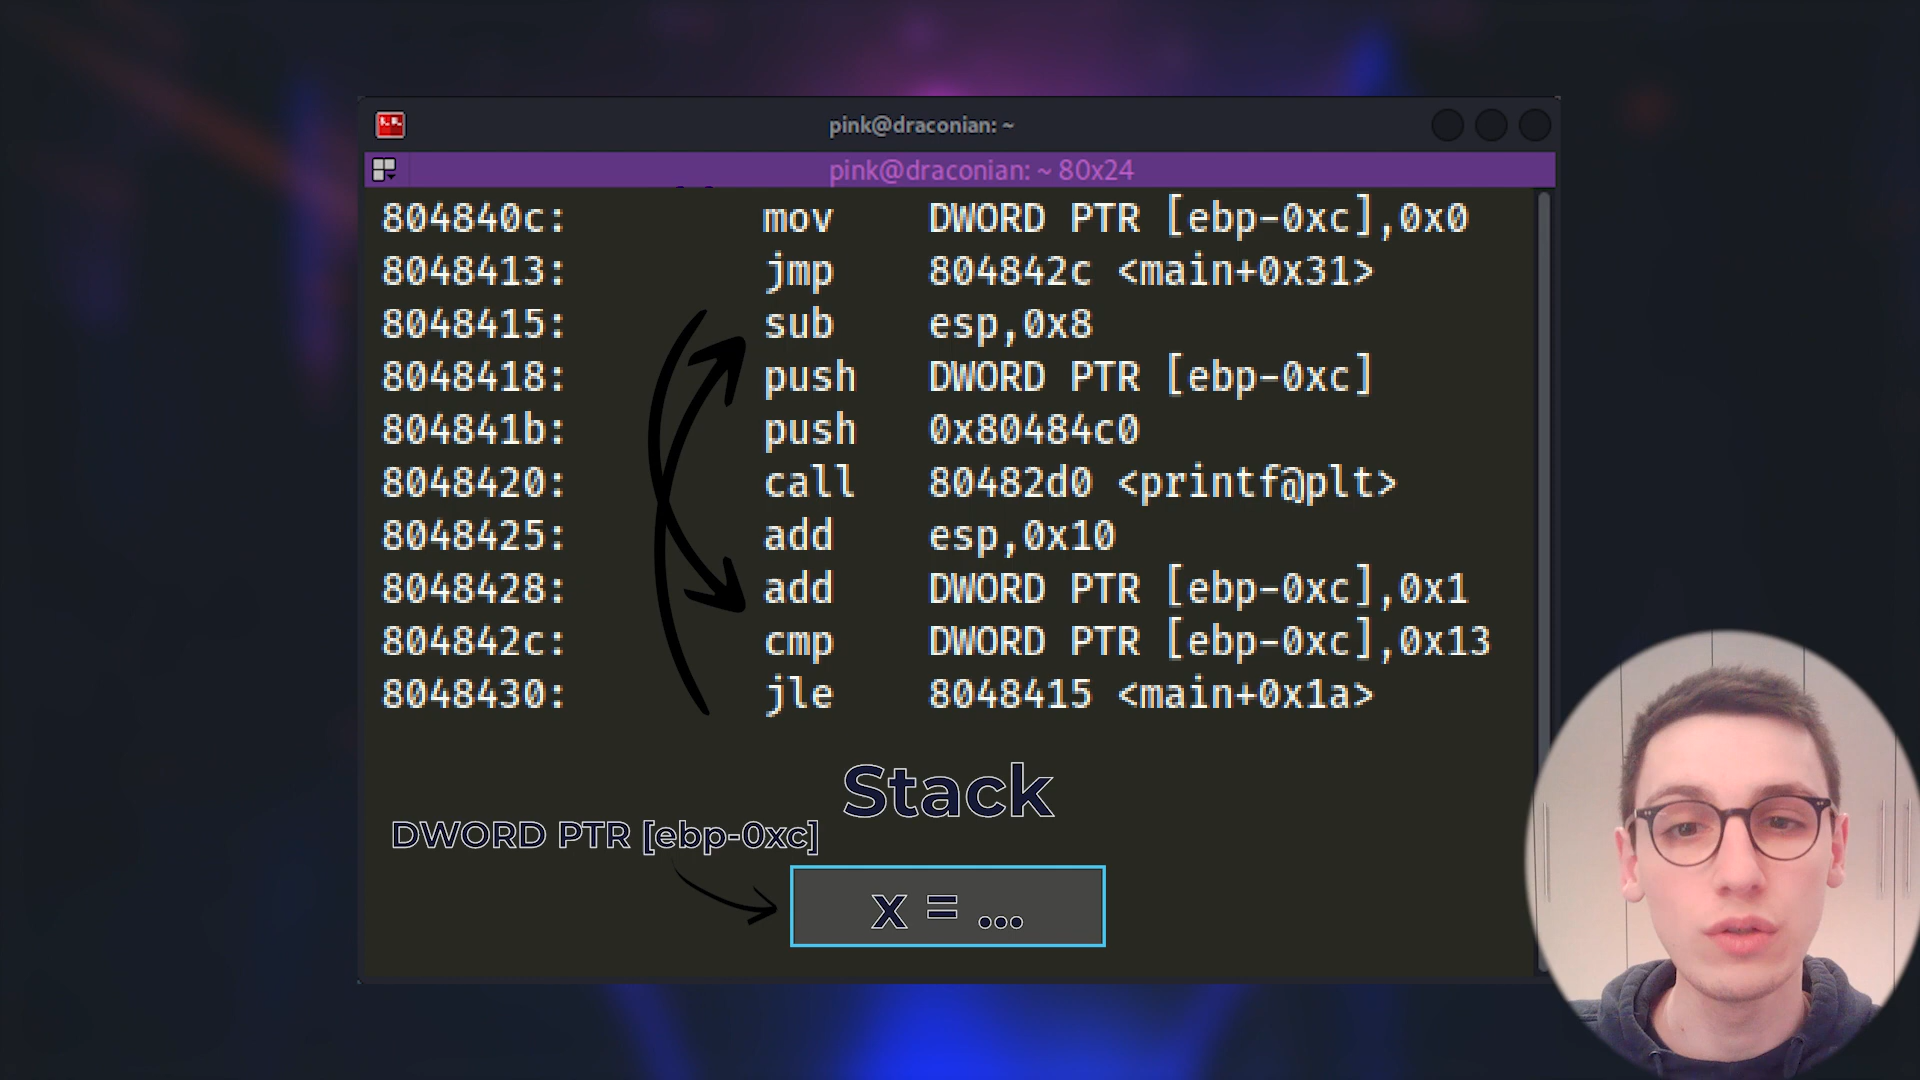 pink@draconian: ~
pink@draconian: ~ 80x24
804840c: mov DWORD PTR [ebp-0xc],0x0
8048413: jmp 804842c <main+0x31>
8048415: sub esp,0x8
8048418: push DWORD PTR [ebp-0xc]
804841b: push 0x80484c0
8048420: call 80482d0 <printf@plt>
8048425: add esp,0x10
8048428: add DWORD PTR [ebp-0xc],0x1
804842c: cmp DWORD PTR [ebp-0xc],0x13
8048430: jle 8048415 <main+0x1a>
Stack
DWORD PTR [ebp-0xc]
x = ...